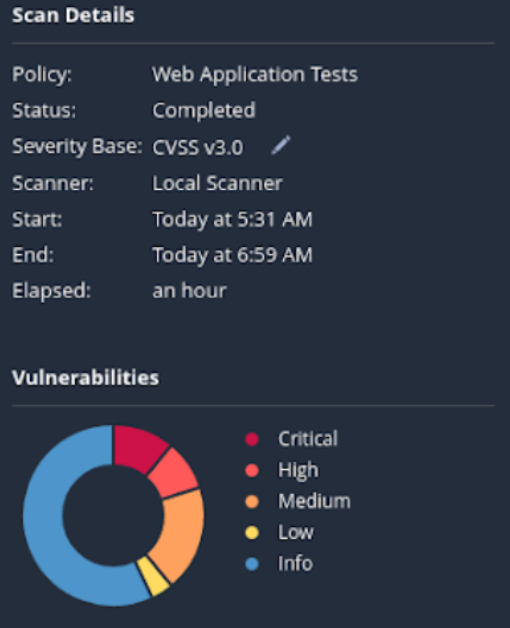 Scan Details
Policy: Web Application Tests
Status: Completed
Severity Base: CVSS v3.0
Scanner: Local Scanner
Start: Today at 5:31 AM
End: Today at 6:59 AM
Elapsed: an hour
Vulnerabilities
Critical
High
Medium
Low
Info